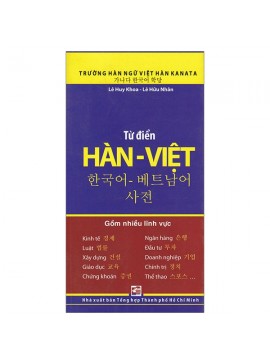 TRƯỜNG HÀN NGỮ VIỆT HÀN KANATA
가나다 한국어 학당
Lê Huy Khoa - Lê Hữu Nhân
Từ điển
HÀN-VIỆT
한국어- 베트남어
사전
Gồm nhiều lĩnh vực
Kinh tế 경제 Ngân hàng 은행
Luật 법률 Đầu tư 투자
Xây dựng 건설 Doanh nghiệp 기업
Giáo dục 교육 Chính trị 정치
Chứng khoán 증권 Thể thao 스포츠 ....
Nhà xuất bản Tổng hợp Thành phố Hồ Chí Minh